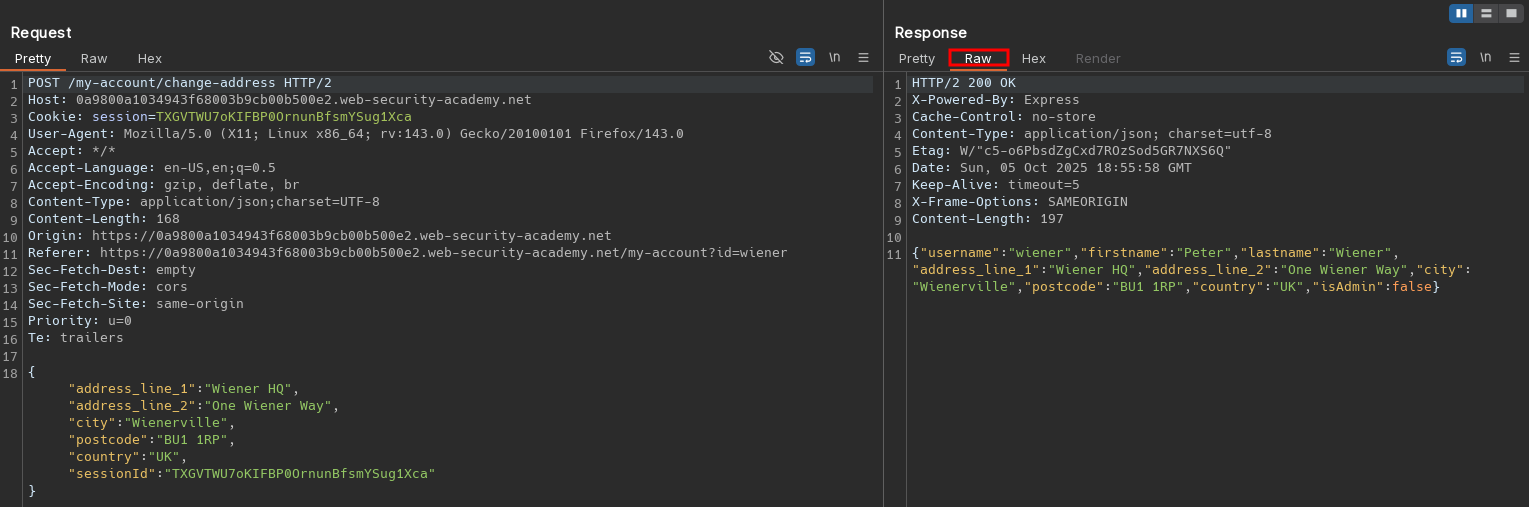 Request
Pretty Raw Hex
\n
1 POST /my-account/change-address HTTP/2
2 Host: 0a9800a1034943f68003b9cb00b500e2.web-security-academy.net
3 Cookie: session=TXGVTWU7oKIFBP0OrnunBfsmYSug1Xca
4 User-Agent: Mozilla/5.0 (X11; Linux x86_64; rv:143.0) Gecko/20100101 Firefox/143.0
5 Accept: */*
6 Accept-Language: en-US,en;q=0.5
7 Accept-Encoding: gzip, deflate, br
8 Content-Type: application/json;charset=UTF-8
9 Content-Length: 168
10 Origin: https://0a9800a1034943f68003b9cb00b500e2.web-security-academy.net
11 Referer: https://0a9800a1034943f68003b9cb00b500e2.web-security-academy.net/my-account?id=wiener
12 Sec-Fetch-Dest: empty
13 Sec-Fetch-Mode: cors
14 Sec-Fetch-Site: same-origin
15 Priority: u=0
16 Te: trailers
17
18 {
"address_line_1":"Wiener HQ",
"address_line_2":"One Wiener Way",
"city":"Wienerville",
"postcode":"BU1 1RP",
"country":"UK",
"sessionId":"TXGVTWU7oKIFBP0OrnunBfsmYSug1Xca"
}
Response
Pretty Raw Hex Render
\n
1 HTTP/2 200 OK
2 X-Powered-By: Express
3 Cache-Control: no-store
4 Content-Type: application/json; charset=utf-8
5 Etag: W/"c5-o6PbsdZgCxd7ROzSod5GR7NXS6Q"
6 Date: Sun, 05 Oct 2025 18:55:58 GMT
7 Keep-Alive: timeout=5
8 X-Frame-Options: SAMEORIGIN
9 Content-Length: 197
10
11 {"username":"wiener","firstname":"Peter","lastname":"Wiener",
"address_line_1":"Wiener HQ","address_line_2":"One Wiener Way","city":
"Wienerville","postcode":"BU1 1RP","country":"UK","isAdmin":false}